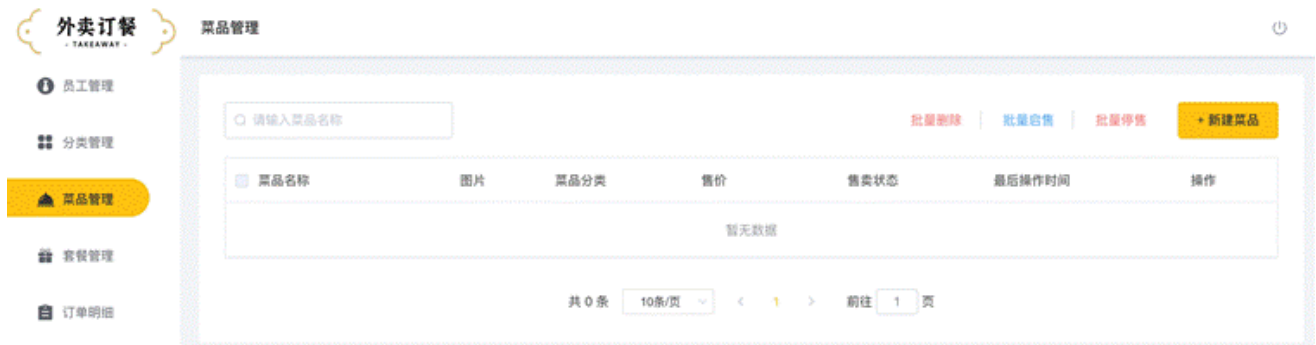 外卖订餐
- TAKEAWAY -
菜品管理
员工管理
分类管理
菜品管理
套餐管理
订单明细
请输入菜品名称
批量删除 批量启售 批量停售 + 新建菜品
菜品名称 图片 菜品分类 售价 售卖状态 最后操作时间 操作
暂无数据
共 0 条 10条/页 1 前往 1 页